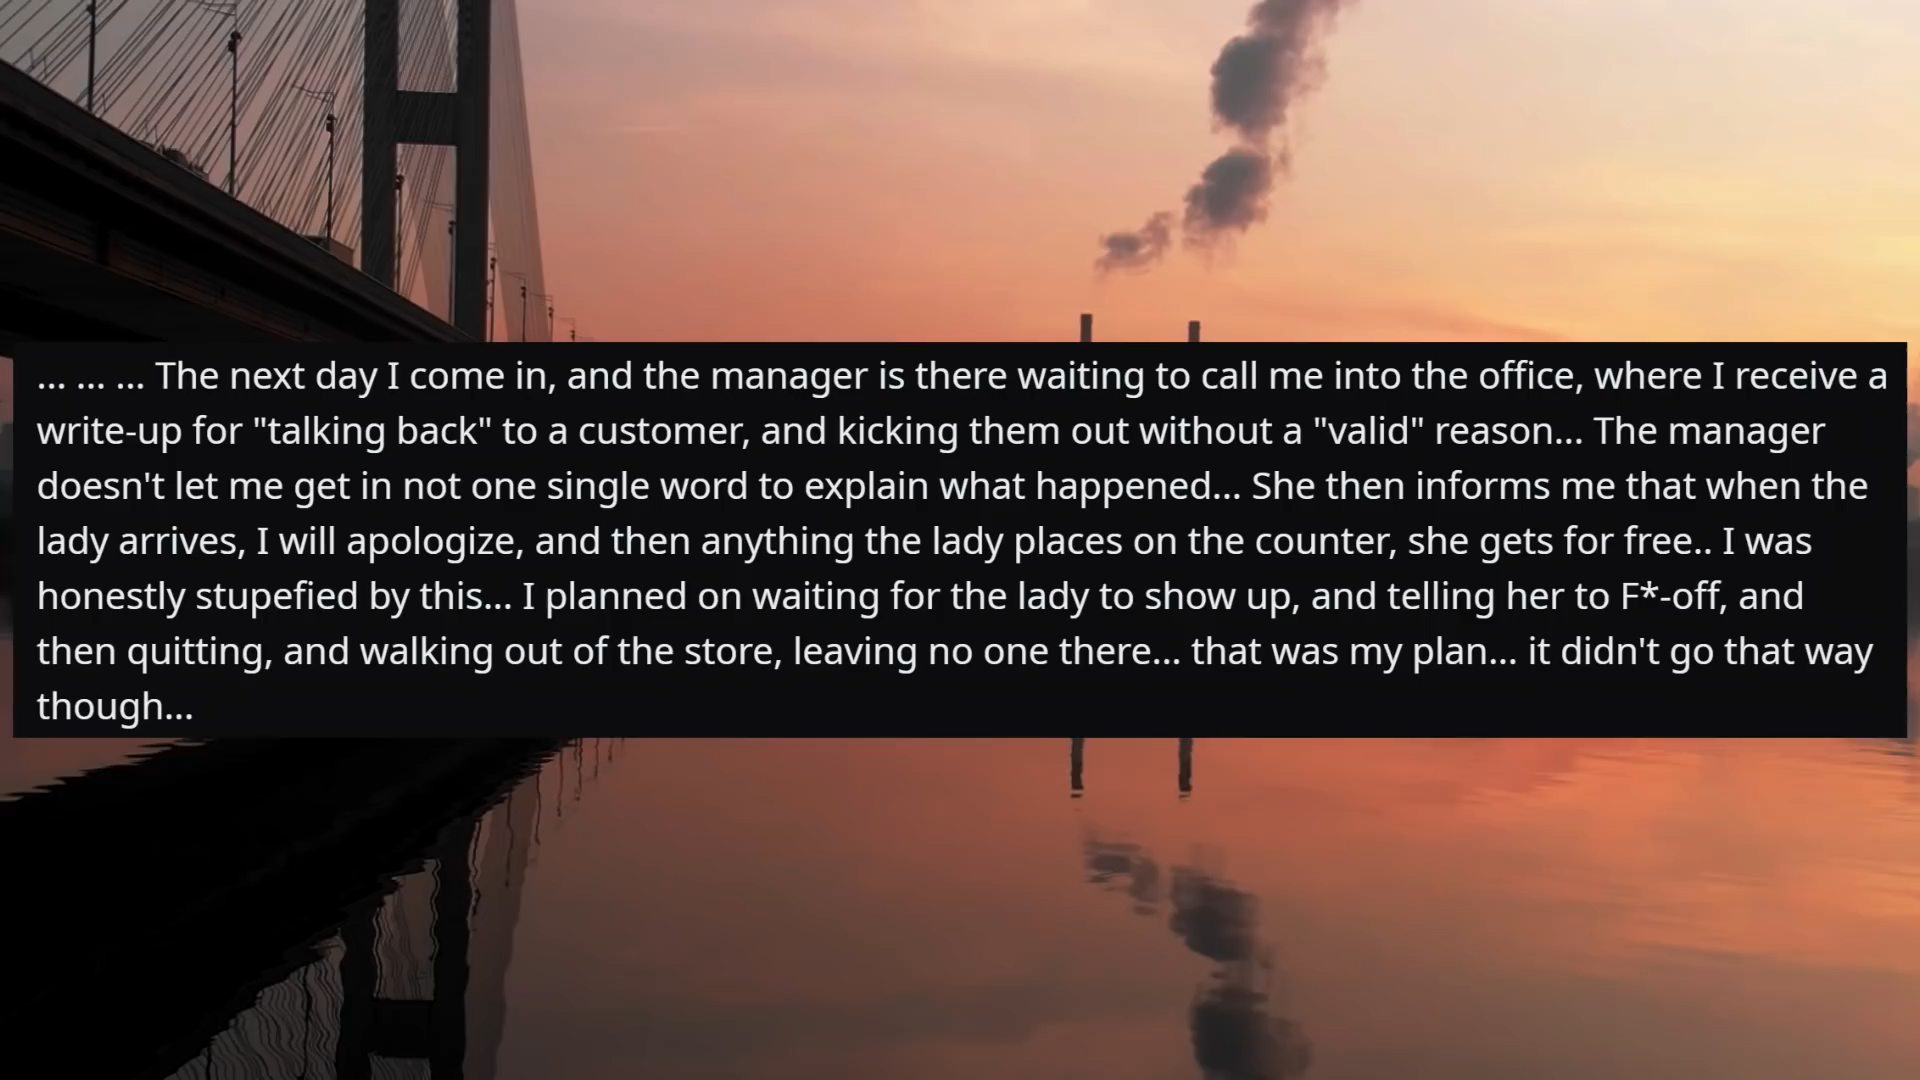 ... ... ... The next day I come in, and the manager is there waiting to call me into the office, where I receive a
write-up for "talking back" to a customer, and kicking them out without a "valid" reason... The manager
doesn't let me get in not one single word to explain what happened... She then informs me that when the
lady arrives, I will apologize, and then anything the lady places on the counter, she gets for free.. I was
honestly stupefied by this... I planned on waiting for the lady to show up, and telling her to F*-off, and
then quitting, and walking out of the store, leaving no one there... that was my plan... it didn't go that way
though...